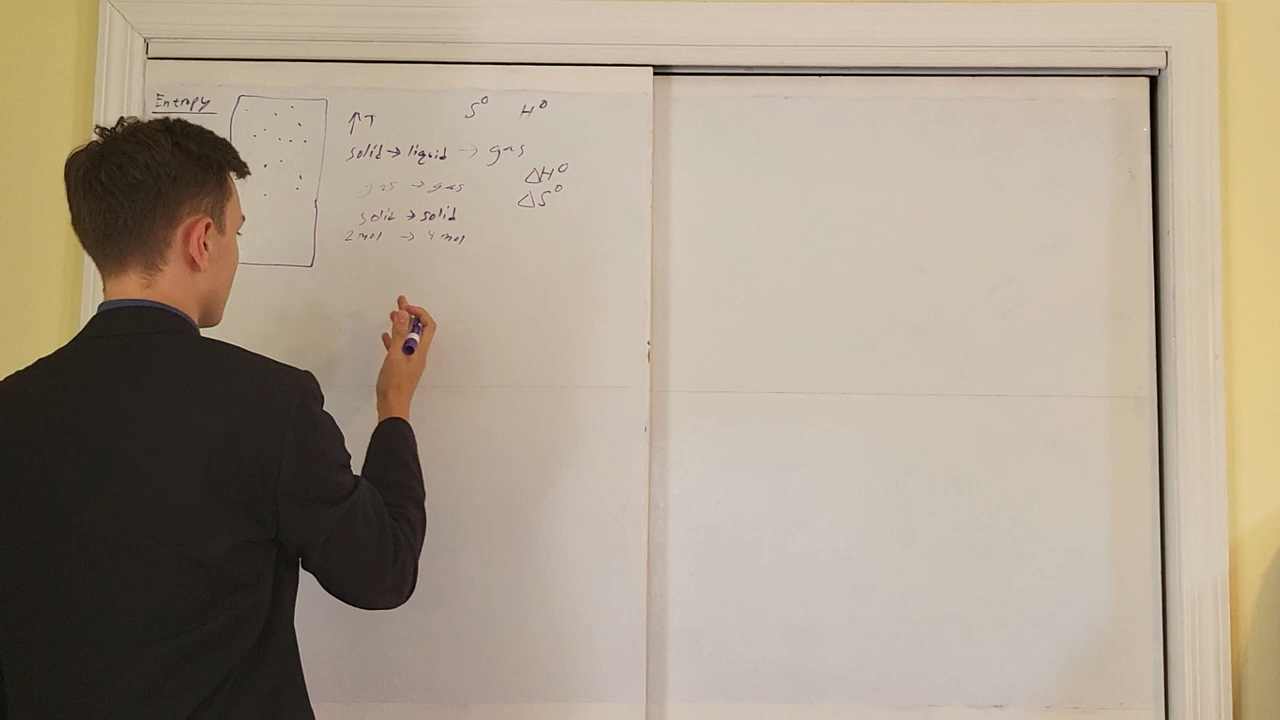 Entropy
↑T
S° H°
solid → liquid → gas
ΔH°
gas → gas
ΔS°
solid → solid
2 mol → 4 mol